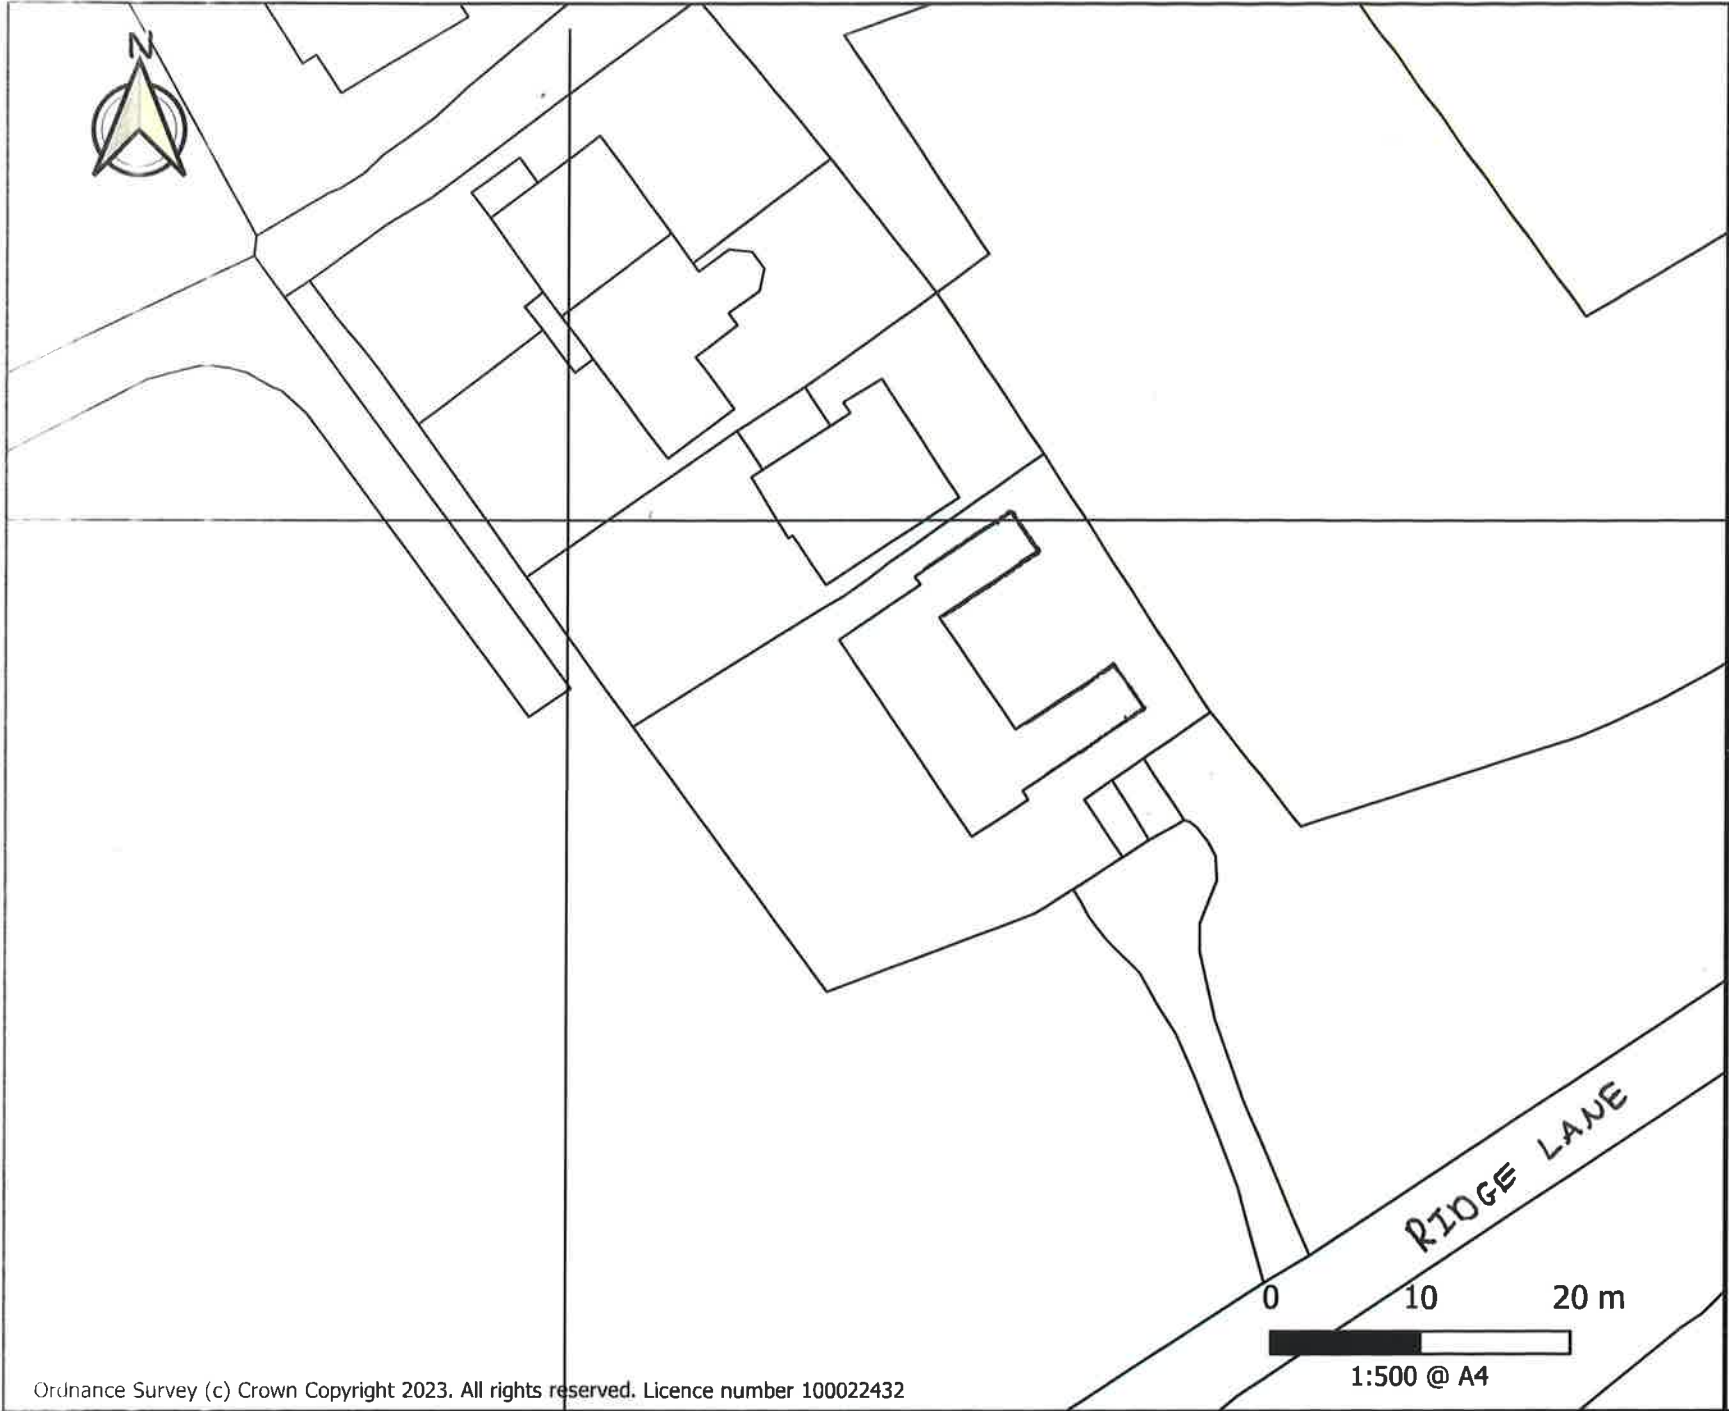 N
RIDGE LANE
0 10 20 m
1:500 @ A4
Ordnance Survey (c) Crown Copyright 2023. All rights reserved. Licence number 100022432